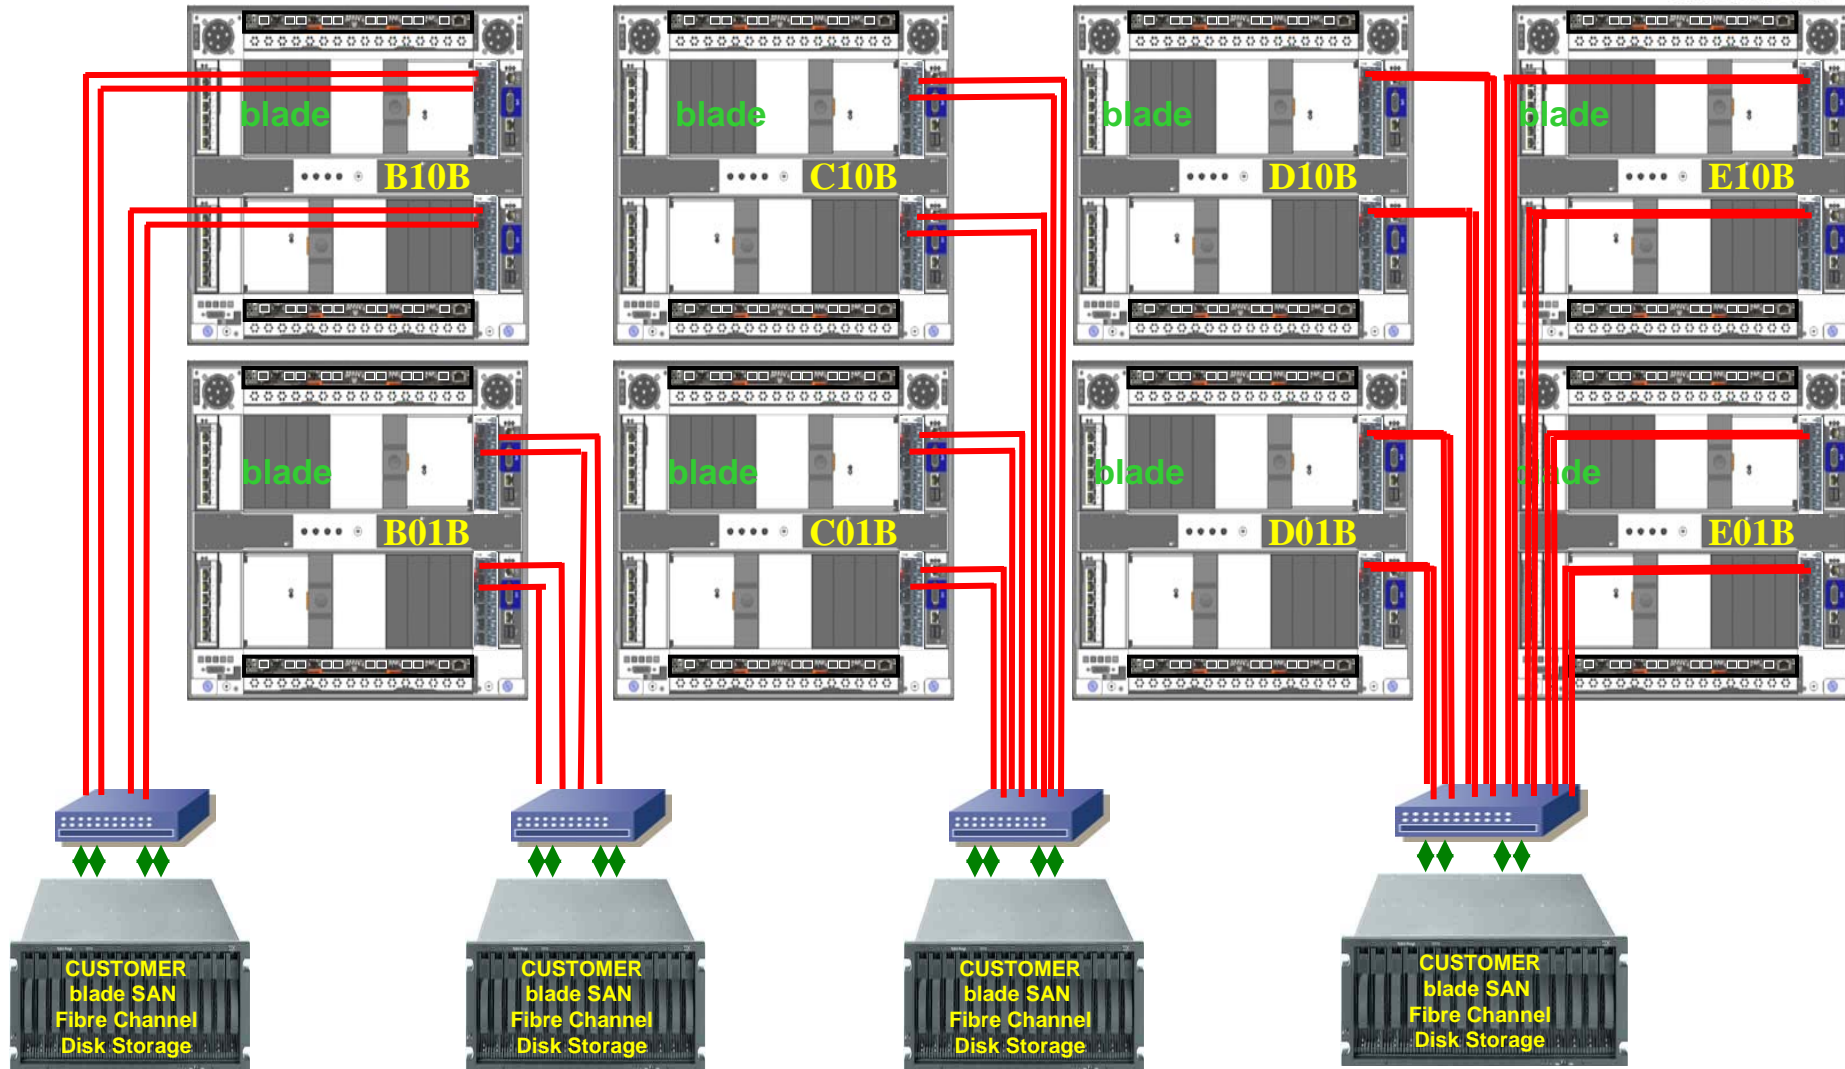 blade
blade
blade
blade
B10B
C10B
D10B
E10B
blade
blade
blade
blade
B01B
C01B
D01B
E01B
CUSTOMER
blade SAN
Fibre Channel
Disk Storage
CUSTOMER
blade SAN
Fibre Channel
Disk Storage
CUSTOMER
blade SAN
Fibre Channel
Disk Storage
CUSTOMER
blade SAN
Fibre Channel
Disk Storage